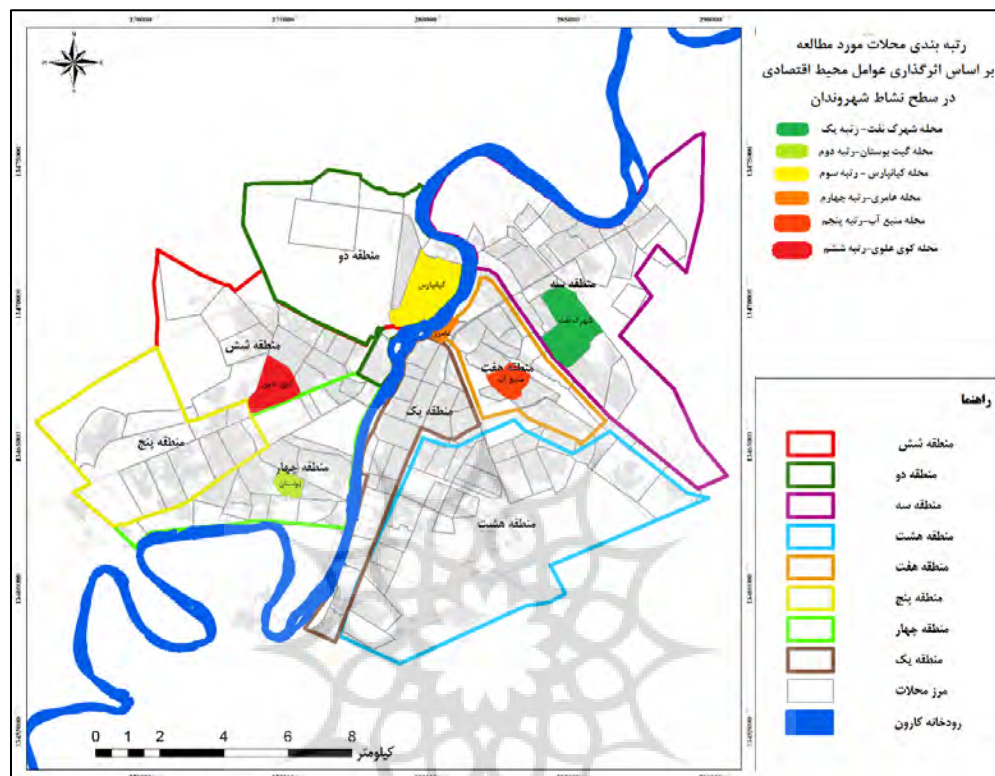 رتبه بندی محلات مورد مطالعه
بر اساس اثرگذاری عوامل محیط اقتصادی
در سطح نشاط شهروندان
محله شهرک نفت-رتبه یک
محله گیت بوستان-رتبه دوم
محله کیانپارس - رتبه سوم
محله عامری-رتبه چهارم
محله منبع آب-رتبه پنجم
محله کوی علوی-رتبه ششم
راهنما
منطقه شش
منطقه دو
منطقه سه
منطقه هشت
منطقه هفت
منطقه پنج
منطقه چهار
منطقه یک
مرز محلات
رودخانه کارون
N
منطقه دو
کیانپارس
منطقه سه
شهرک نفت
عامری
منطقه شش
منطقه هفت
منبع آب
منطقه یک
منطقه پنج
منطقه چهار
بوستان
منطقه هشت
0 1 2 4 6 8
کیلومتر